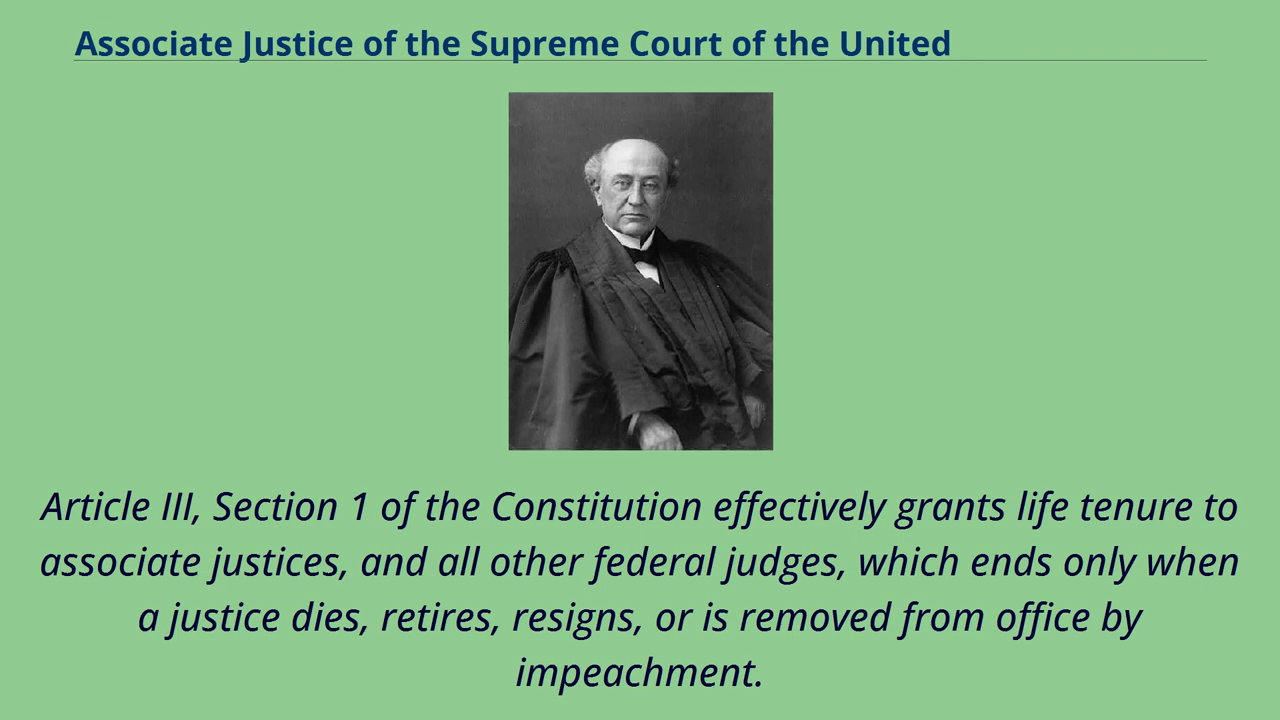 Associate Justice of the Supreme Court of the United
Article III, Section 1 of the Constitution effectively grants life tenure to
associate justices, and all other federal judges, which ends only when
a justice dies, retires, resigns, or is removed from office by
impeachment.